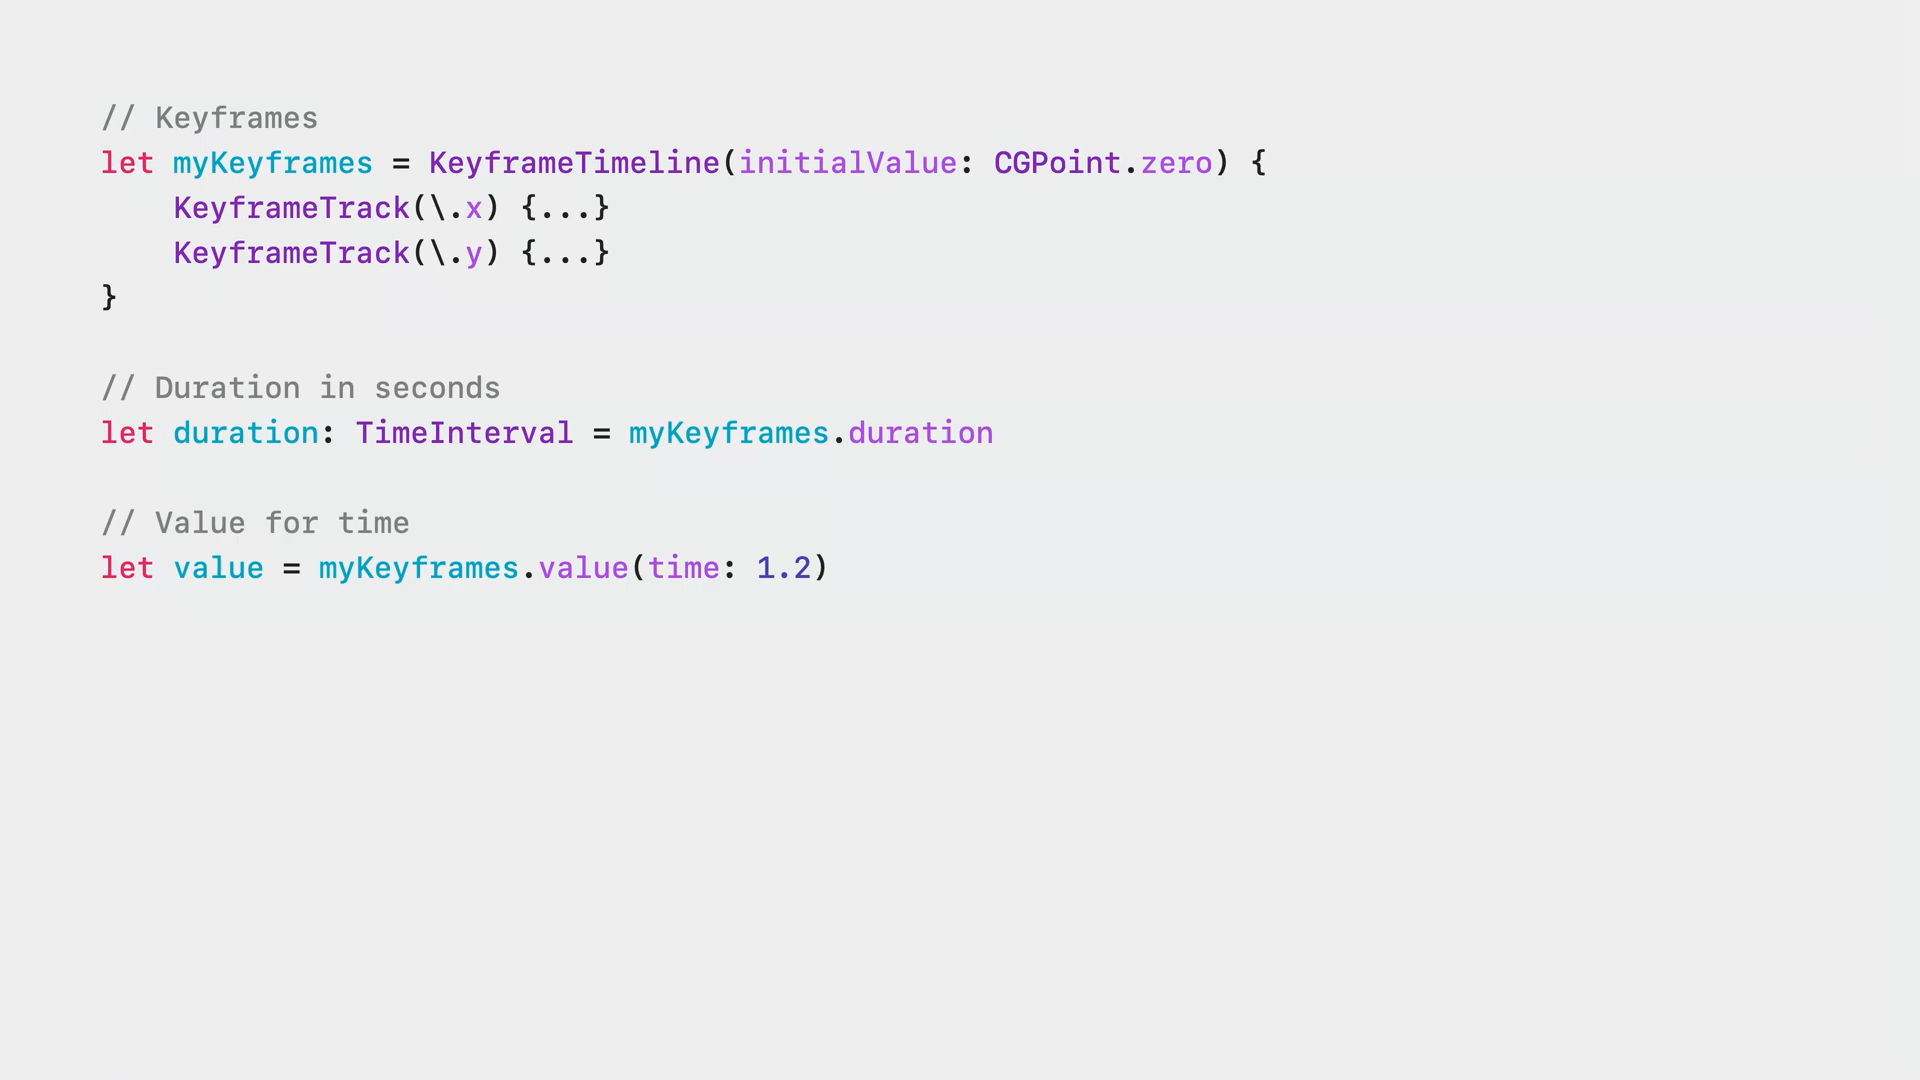 // Keyframes
let myKeyframes = KeyframeTimeline(initialValue: CGPoint.zero) {
    KeyframeTrack(\.x) {...}
    KeyframeTrack(\.y) {...}
}

// Duration in seconds
let duration: TimeInterval = myKeyframes.duration

// Value for time
let value = myKeyframes.value(time: 1.2)